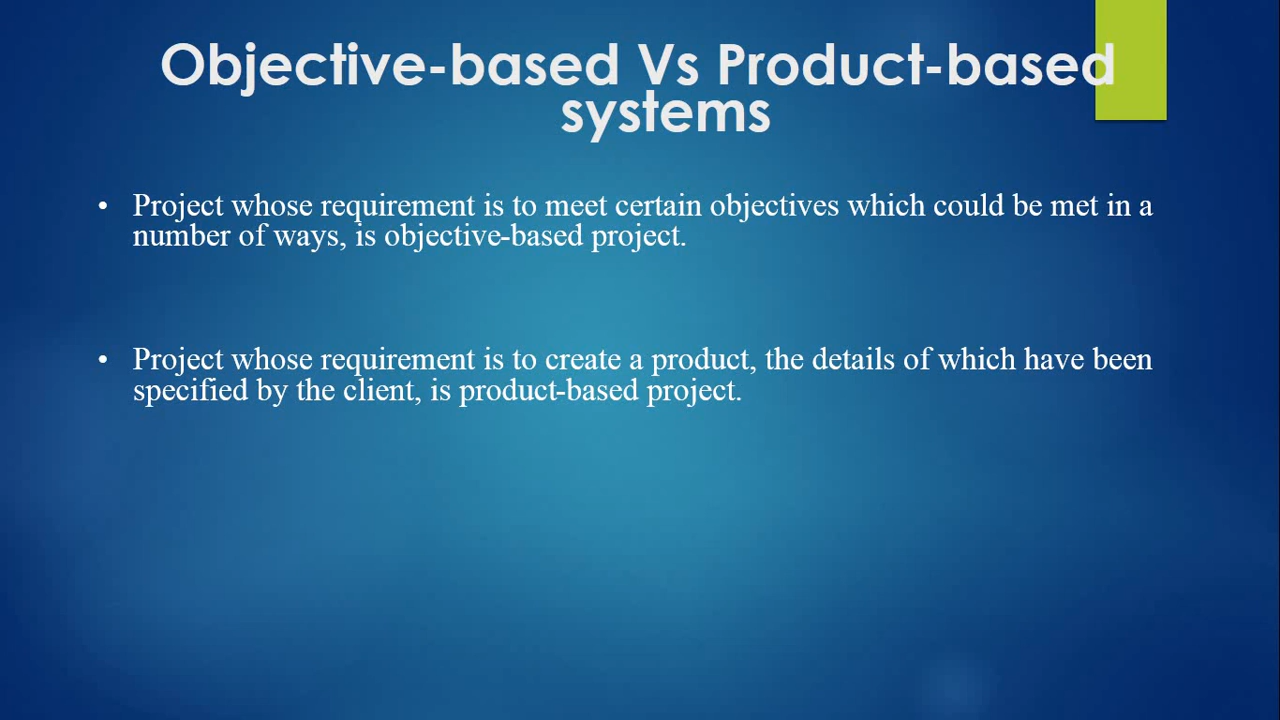 Objective-based Vs Product-based
systems
• Project whose requirement is to meet certain objectives which could be met in a
number of ways, is objective-based project.
• Project whose requirement is to create a product, the details of which have been
specified by the client, is product-based project.